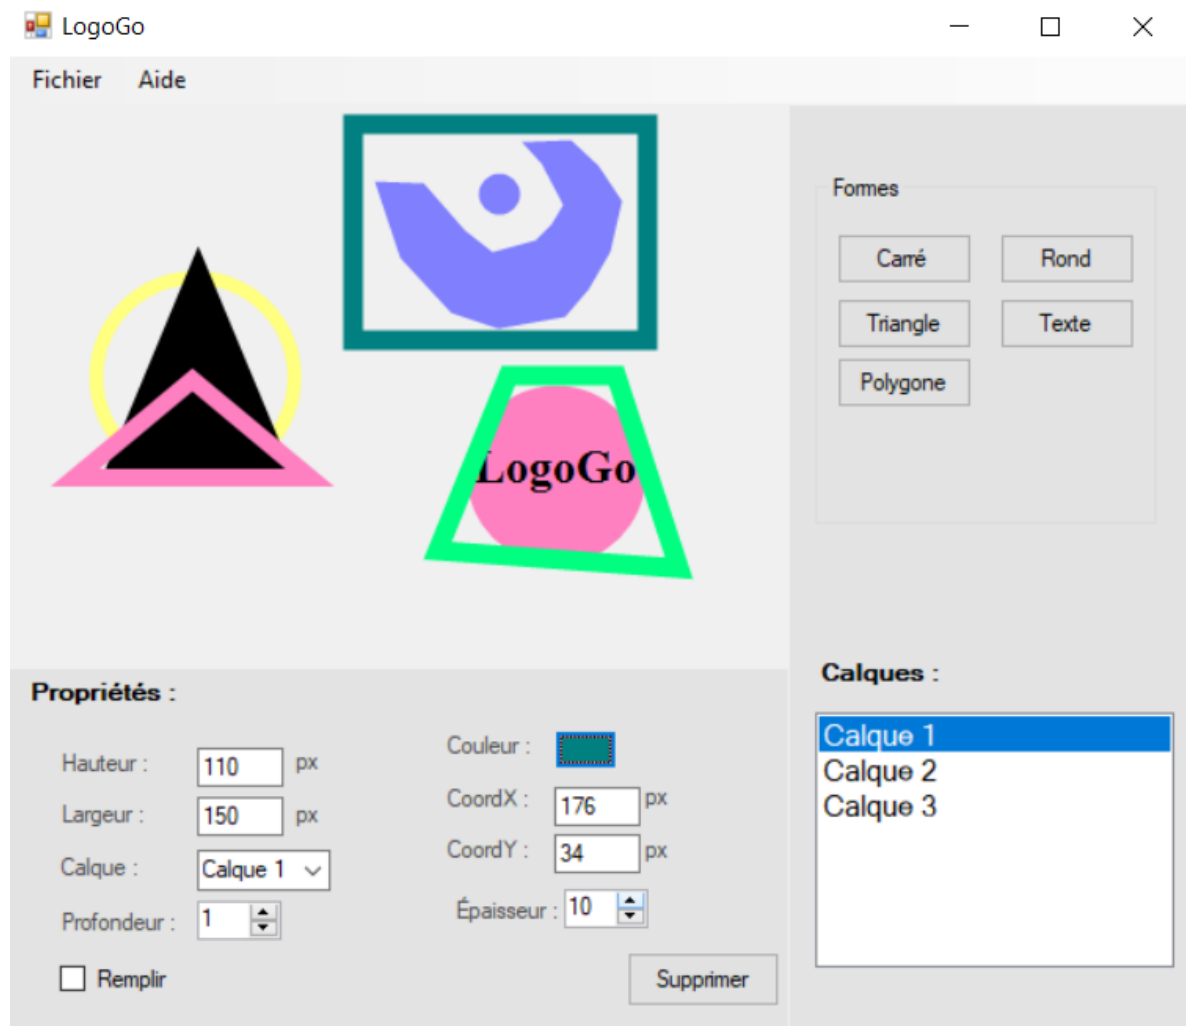 LogoGo
Fichier Aide
LogoGo
Formes
Carré Rond
Triangle Texte
Polygone
Propriétés :
Hauteur : 110 px
Largeur : 150 px
Calque : Calque 1
Profondeur : 1
Remplir
Couleur :
CoordX : 176 px
CoordY : 34 px
Épaisseur : 10
Supprimer
Calques :
Calque 1
Calque 2
Calque 3